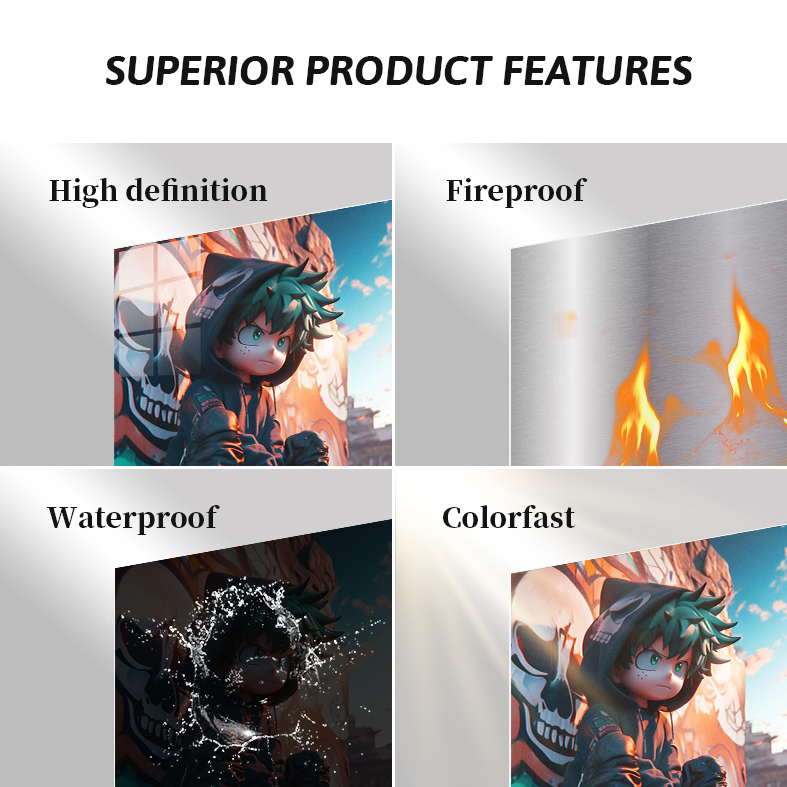 SUPERIOR PRODUCT FEATURES
High definition
Fireproof
Waterproof
Colorfast